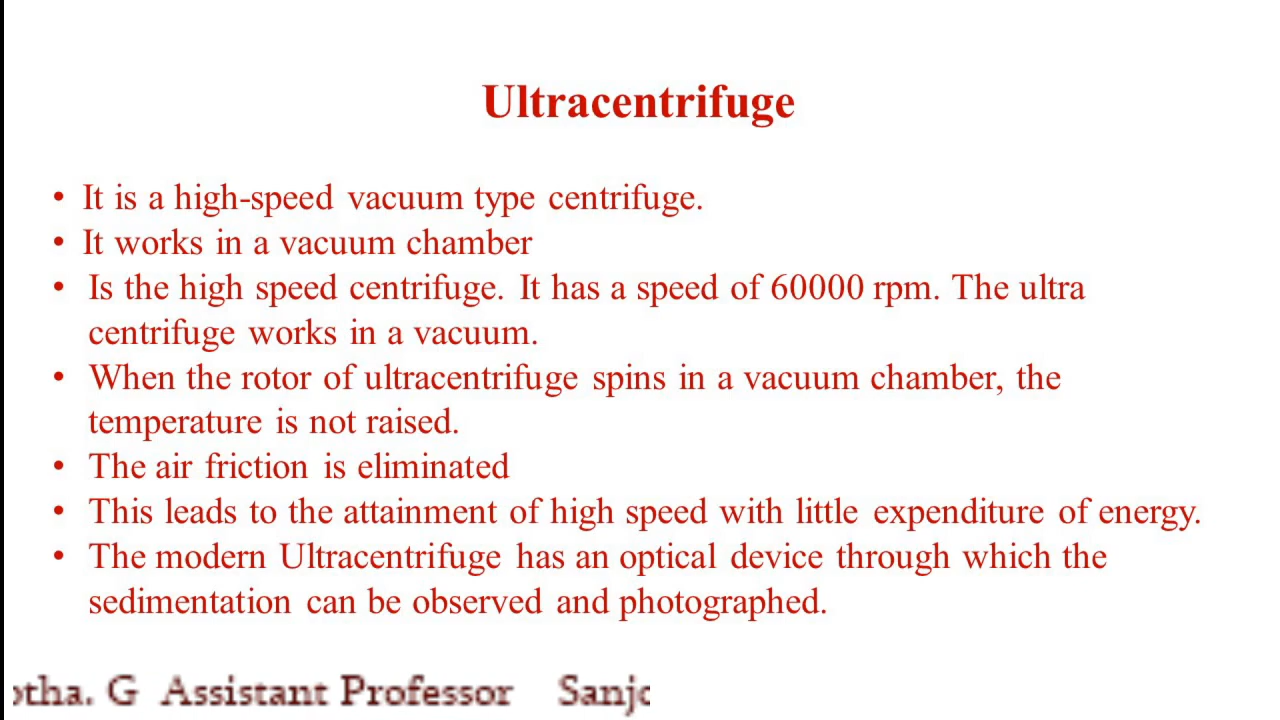 Ultracentrifuge
• It is a high-speed vacuum type centrifuge.
• It works in a vacuum chamber
• Is the high speed centrifuge. It has a speed of 60000 rpm. The ultra
centrifuge works in a vacuum.
• When the rotor of ultracentrifuge spins in a vacuum chamber, the
temperature is not raised.
• The air friction is eliminated
• This leads to the attainment of high speed with little expenditure of energy.
• The modern Ultracentrifuge has an optical device through which the
sedimentation can be observed and photographed.
G Assistant Professor